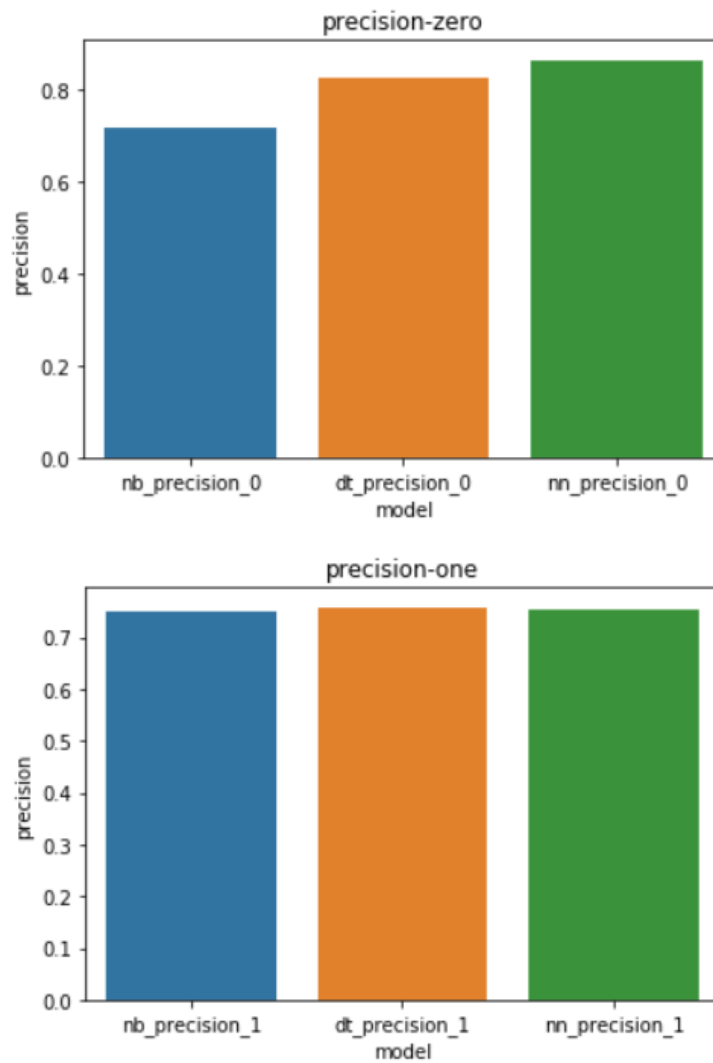 precision-zero
precision
0.8
0.6
0.4
0.2
0.0
nb_precision_0 dt_precision_0 nn_precision_0
model
precision-one
precision
0.7
0.6
0.5
0.4
0.3
0.2
0.1
0.0
nb_precision_1 dt_precision_1 nn_precision_1
model